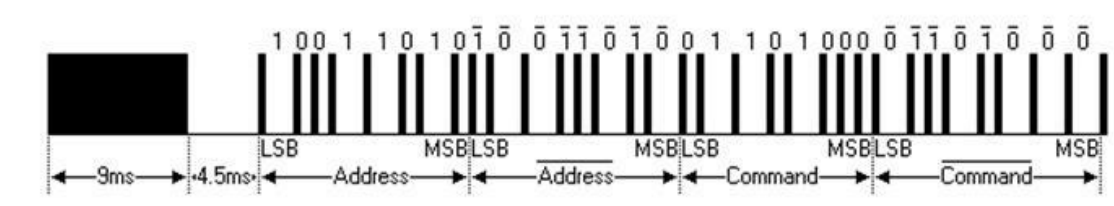 1 0 0 1 1 0 1 0 1̅ 0̅ 0̅ 1̅ 1̅ 0̅ 1̅ 0̅ 0 1 1 0 1 0 0 0 0̅ 1̅ 1̅ 0̅ 1̅ 0̅ 0̅ 0̅
LSB MSB LSB MSB LSB MSB LSB MSB
9ms 4.5ms Address A̅d̅d̅r̅e̅s̅s̅ Command C̅o̅m̅m̅a̅n̅d̅